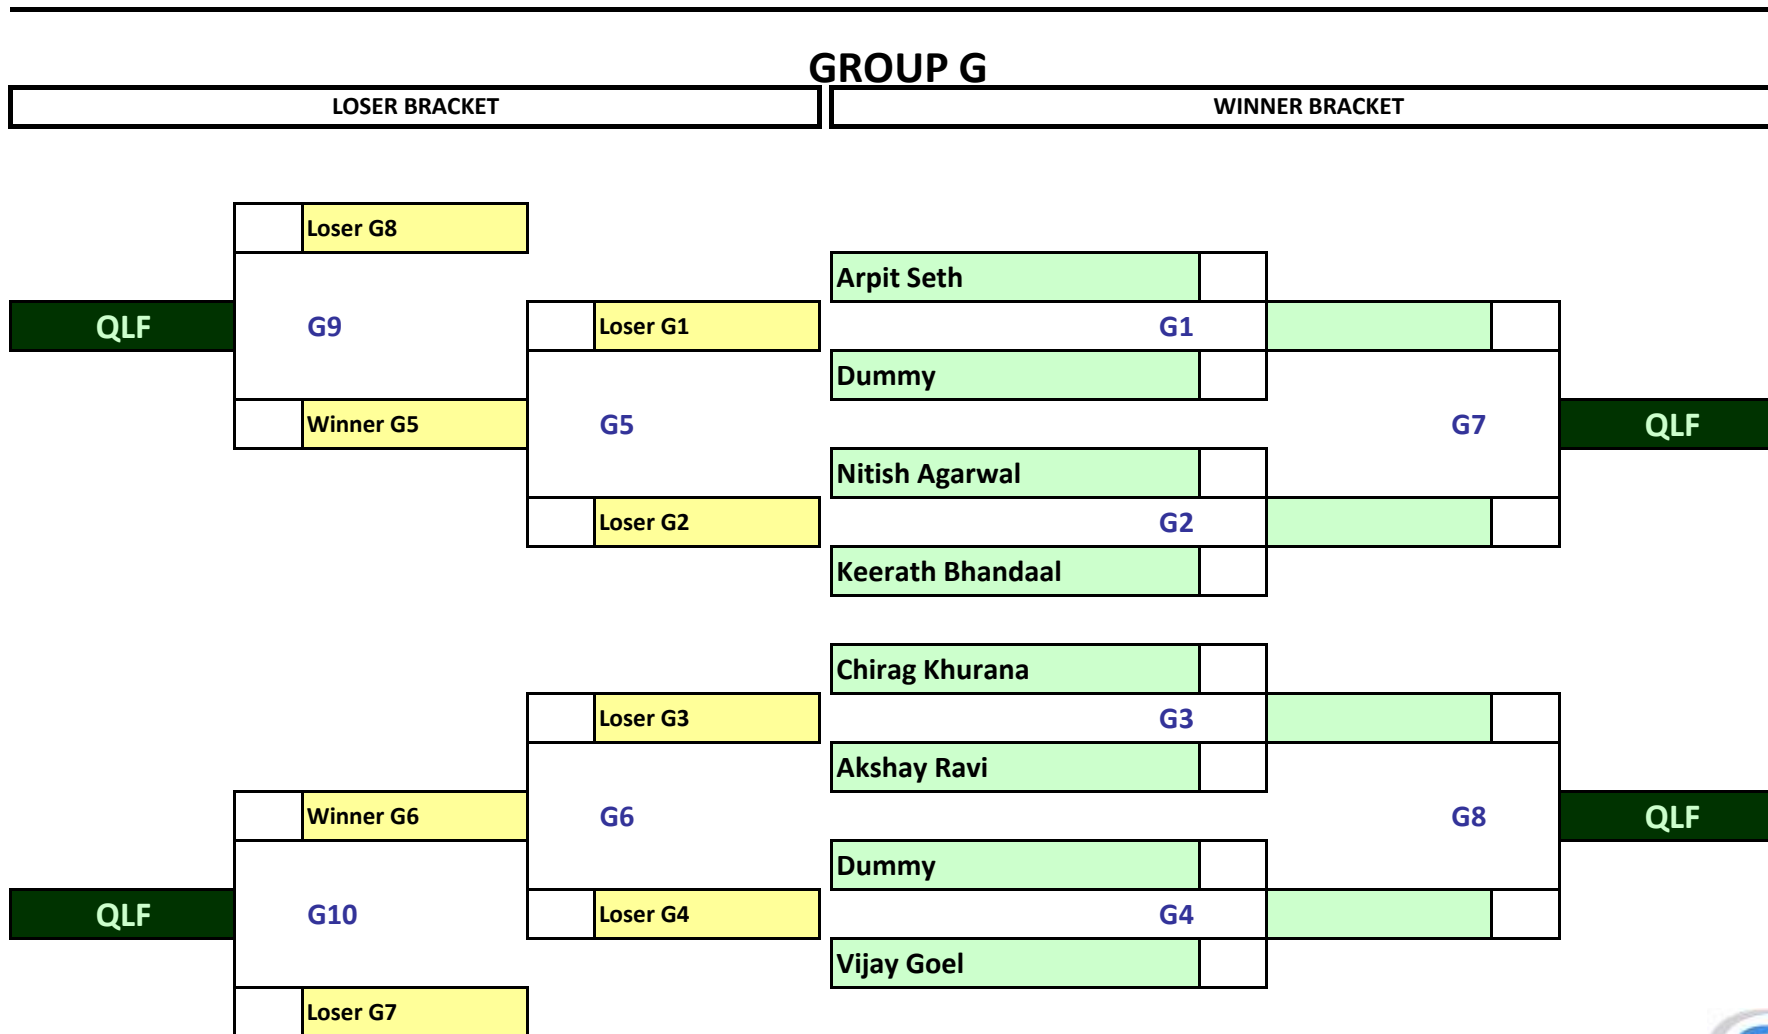 GROUP G
LOSER BRACKET
WINNER BRACKET
Loser G8
Arpit Seth
QLF
G9
Loser G1
G1
Dummy
Winner G5
G5
G7
QLF
Nitish Agarwal
Loser G2
G2
Keerath Bhandaal
Chirag Khurana
Loser G3
G3
Akshay Ravi
Winner G6
G6
G8
QLF
Dummy
QLF
G10
Loser G4
G4
Vijay Goel
Loser G7